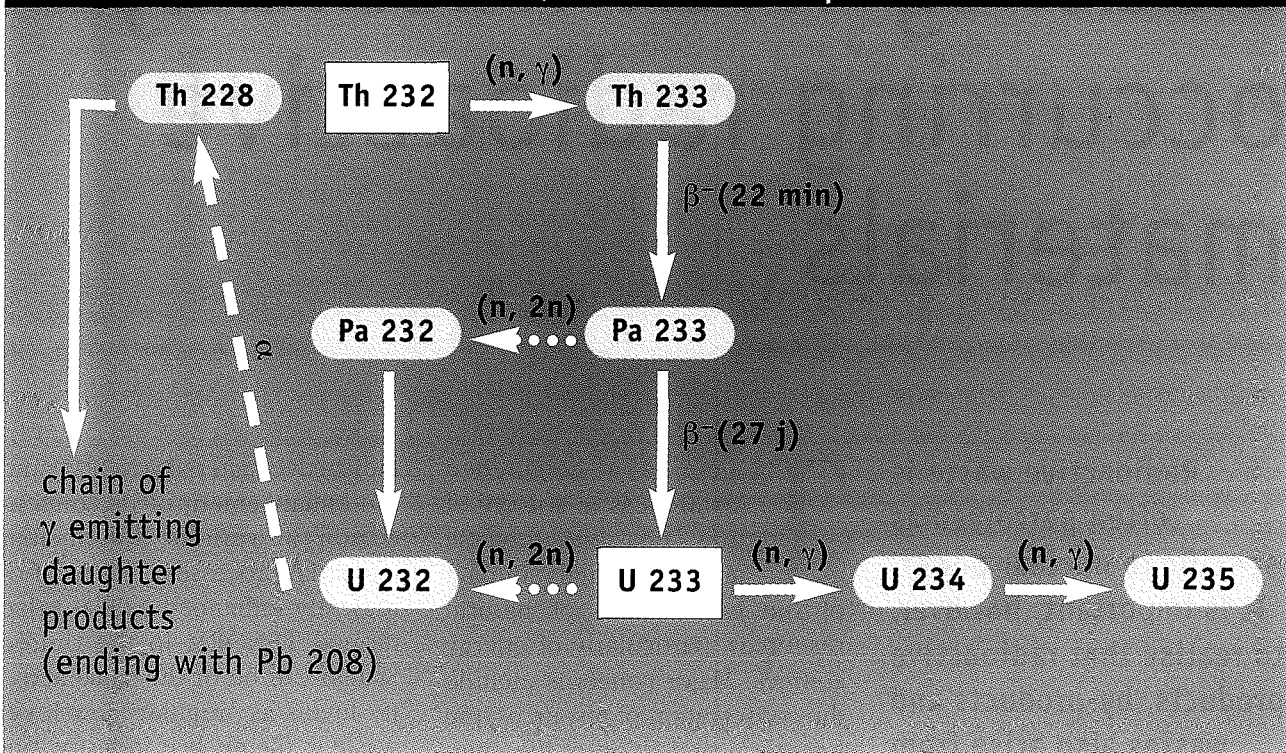 (n, γ)
Th 228
Th 232
Th 233
β⁻(22 min)
(n, 2n)
Pa 232
Pa 233
α
β⁻(27 j)
chain of
γ emitting
daughter
products
(ending with Pb 208)
(n, 2n)
(n, γ)
(n, γ)
U 232
U 233
U 234
U 235